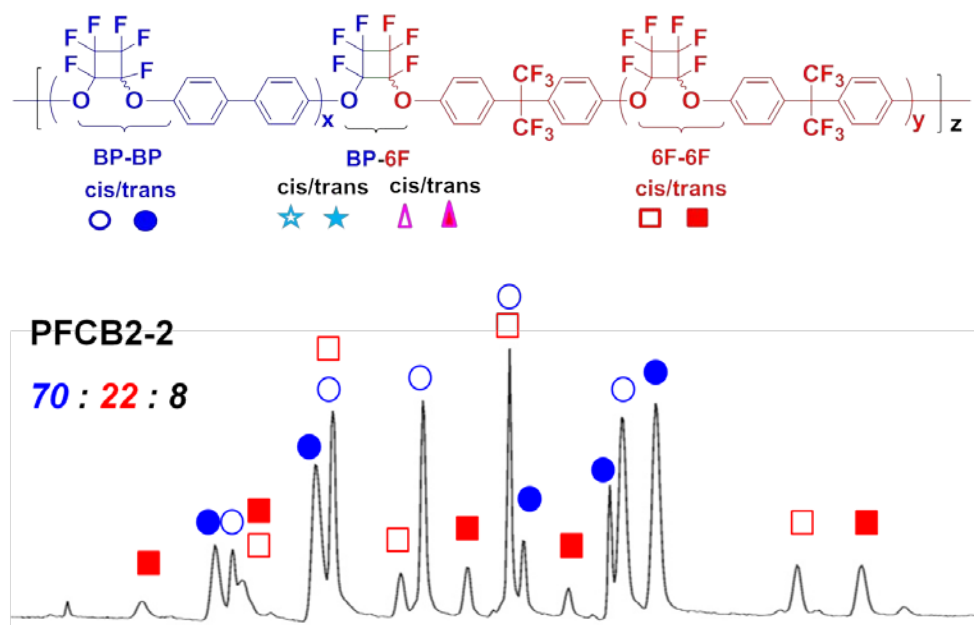 F F F F F F F F F F F F
F F F F F F
CF3 CF3
O O O O O O
CF3 CF3
x y z
BP-BP BP-6F 6F-6F
cis/trans cis/trans cis/trans cis/trans
PFCB2-2
70 : 22 : 8